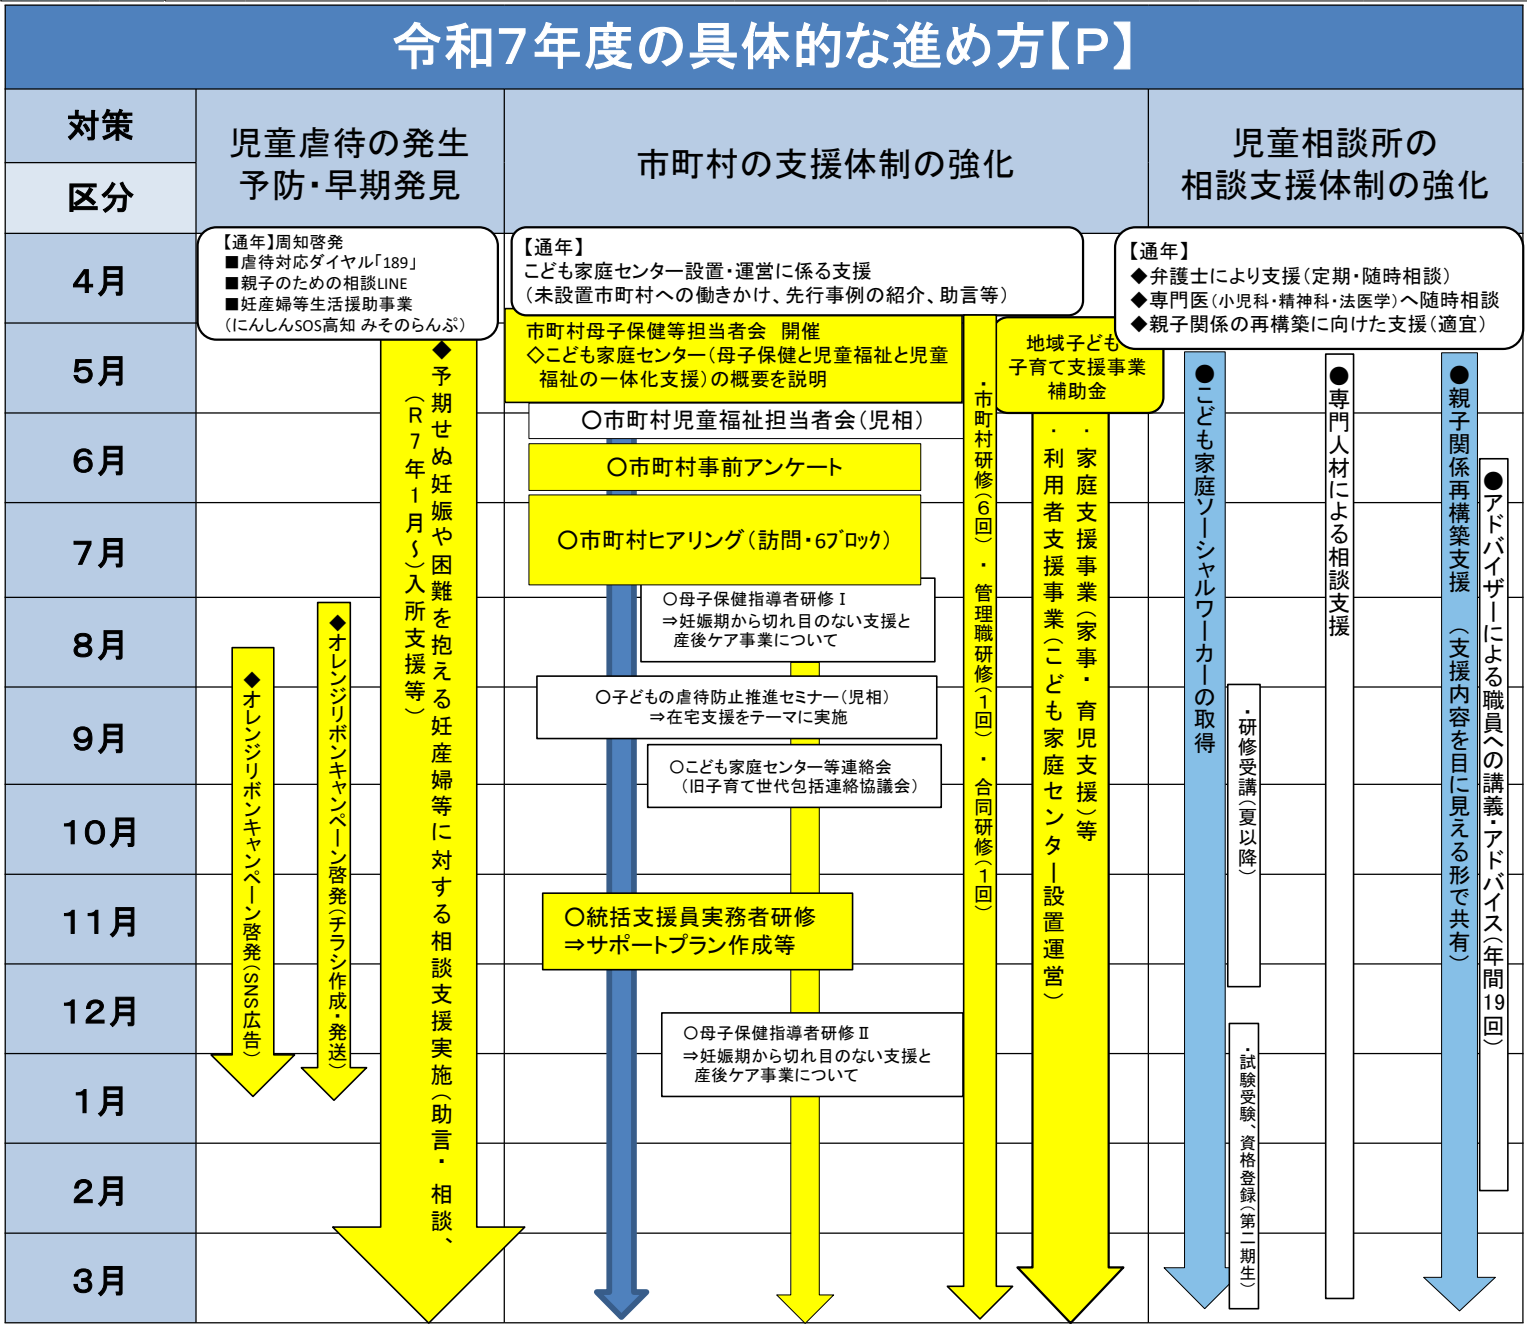 令和7年度の具体的な進め方【P】
対策
区分
児童虐待の発生
予防・早期発見
市町村の支援体制の強化
児童相談所の
相談支援体制の強化
4月
5月
6月
7月
8月
9月
10月
11月
12月
1月
2月
3月
【通年】周知啓発
■虐待対応ダイヤル「189」
■親子のための相談LINE
■妊産婦等生活援助事業
（にんしんSOS高知 みそのらんぷ）
◆予期せぬ妊娠や困難を抱える妊産婦等に対する相談支援実施（助言・相談、
（R7年1月～）入所支援等）
◆オレンジリボンキャンペーン啓発（チラシ作成・発送）
◆オレンジリボンキャンペーン啓発（SNS広告）
【通年】
こども家庭センター設置・運営に係る支援
（未設置市町村への働きかけ、先行事例の紹介、助言等）
市町村母子保健等担当者会　開催
◇こども家庭センター（母子保健と児童福祉と児童
福祉の一体化支援）の概要を説明
○市町村児童福祉担当者会（児相）
○市町村事前アンケート
○市町村ヒアリング（訪問・6ブロック）
○母子保健指導者研修Ⅰ
⇒妊娠期から切れ目のない支援と
産後ケア事業について
○子どもの虐待防止推進セミナー（児相）
⇒在宅支援をテーマに実施
○こども家庭センター等連絡会
（旧子育て世代包括連絡協議会）
○統括支援員実務者研修
⇒サポートプラン作成等
○母子保健指導者研修Ⅱ
⇒妊娠期から切れ目のない支援と
産後ケア事業について
・市町村研修（6回）・管理職研修（1回）・合同研修（1回）
地域子ども
子育て支援事業
補助金
・家庭支援事業（家事・育児支援）等
・利用者支援事業（こども家庭センター設置運営）
【通年】
◆弁護士により支援（定期・随時相談）
◆専門医（小児科・精神科・法医学）へ随時相談
◆親子関係の再構築に向けた支援（適宜）
●こども家庭ソーシャルワーカーの取得
・研修受講（夏以降）
・試験受験、資格登録（第二期生）
●専門人材による相談支援
●親子関係再構築支援　（支援内容を目に見える形で共有）
●アドバイザーによる職員への講義・アドバイス（年間19回）